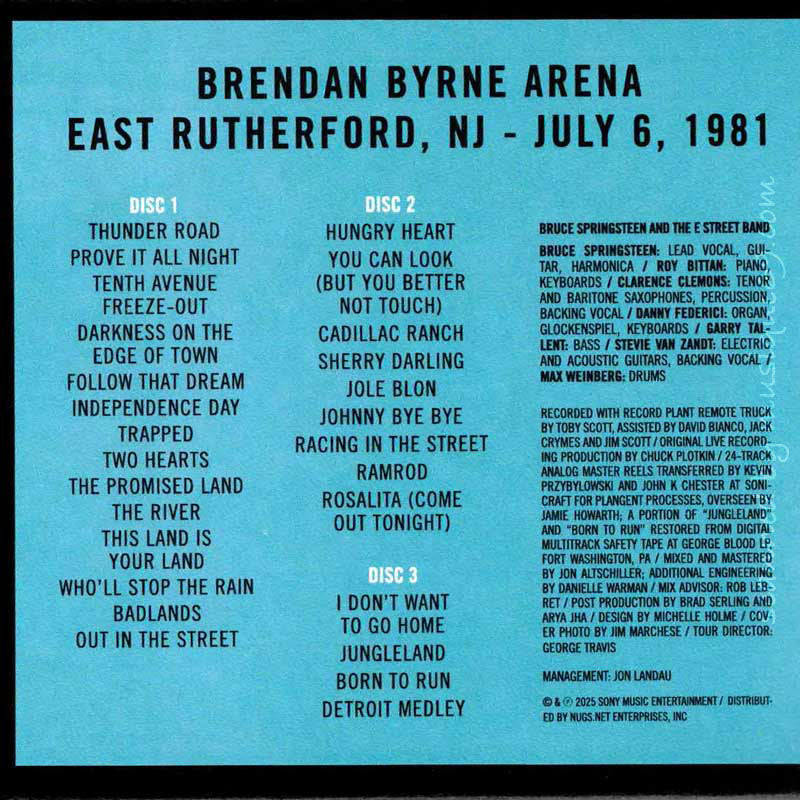 BRENDAN BYRNE ARENA
EAST RUTHERFORD, NJ - JULY 6, 1981
DISC 1
THUNDER ROAD
PROVE IT ALL NIGHT
TENTH AVENUE
FREEZE-OUT
DARKNESS ON THE
EDGE OF TOWN
FOLLOW THAT DREAM
INDEPENDENCE DAY
TRAPPED
TWO HEARTS
THE PROMISED LAND
THE RIVER
THIS LAND IS
YOUR LAND
WHO'LL STOP THE RAIN
BADLANDS
OUT IN THE STREET
DISC 2
HUNGRY HEART
YOU CAN LOOK
(BUT YOU BETTER
NOT TOUCH)
CADILLAC RANCH
SHERRY DARLING
JOLE BLON
JOHNNY BYE BYE
RACING IN THE STREET
RAMROD
ROSALITA (COME
OUT TONIGHT)
DISC 3
I DON'T WANT
TO GO HOME
JUNGLELAND
BORN TO RUN
DETROIT MEDLEY
BRUCE SPRINGSTEEN AND THE E STREET BAND
BRUCE SPRINGSTEEN: LEAD VOCAL, GUI-
TAR, HARMONICA / ROY BITTAN: PIANO,
KEYBOARDS / CLARENCE CLEMONS: TENOR
AND BARITONE SAXOPHONES, PERCUSSION,
BACKING VOCAL / DANNY FEDERICI: ORGAN,
GLOCKENSPIEL, KEYBOARDS / GARRY TAL-
LENT: BASS / STEVIE VAN ZANDT: ELECTRIC
AND ACOUSTIC GUITARS, BACKING VOCAL /
MAX WEINBERG: DRUMS
RECORDED WITH RECORD PLANT REMOTE TRUCK
BY TOBY SCOTT, ASSISTED BY DAVID BIANCO, JACK
CRYMES AND JIM SCOTT / ORIGINAL LIVE RECORD-
ING PRODUCTION BY CHUCK PLOTKIN / 24-TRACK
ANALOG MASTER REELS TRANSFERRED BY KEVIN
PRZYBYLOWSKI AND JOHN K CHESTER AT SONI-
CRAFT FOR PLANGENT PROCESSES, OVERSEEN BY
JAMIE HOWARTH; A PORTION OF "JUNGLELAND"
AND "BORN TO RUN" RESTORED FROM DIGITAL
MULTITRACK SAFETY TAPE AT GEORGE BLOOD LP,
FORT WASHINGTON, PA / MIXED AND MASTERED
BY JON ALTSCHILLER; ADDITIONAL ENGINEERING
BY DANIELLE WARMAN / MIX ADVISOR: ROB LEB-
RET / POST PRODUCTION BY BRAD SERLING AND
ARYA JHA / DESIGN BY MICHELLE HOLME / COV-
ER PHOTO BY JIM MARCHESE / TOUR DIRECTOR:
GEORGE TRAVIS
MANAGEMENT: JON LANDAU
© & ℗ 2025 SONY MUSIC ENTERTAINMENT / DISTRIBUT-
ED BY NUGS.NET ENTERPRISES, INC